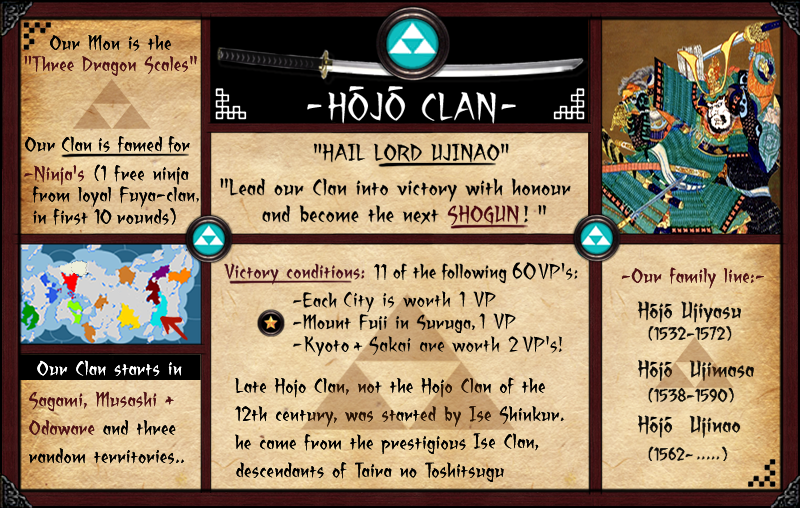 Our Mon is the
"Three Dragon Scales"
Our Clan is famed for
-Ninja's (1 free ninja
from loyal Fuya-clan,
in first 10 rounds)
Our Clan starts in
Sagami, Musashi +
Odaware and three
random territories..
-HŌJŌ CLAN-
"HAIL LORD UJINAO"
"Lead our Clan into victory with honour
and become the next SHOGUN! "
Victory conditions: 11 of the following 60 VP's:
-Each City is worth 1 VP
-Mount Fuji in Suruga, 1 VP
-Kyoto + Sakai are worth 2 VP's!
Late Hojo Clan, not the Hojo Clan of the
12th century, was started by Ise Shinkur.
he came from the prestigious Ise Clan,
descendants of Taira no Toshitsugu
-Our family line:-
Hōjō Ujiyasu
(1532-1572)
Hōjō Ujimasa
(1538-1590)
Hōjō Ujinao
(1562- .....)